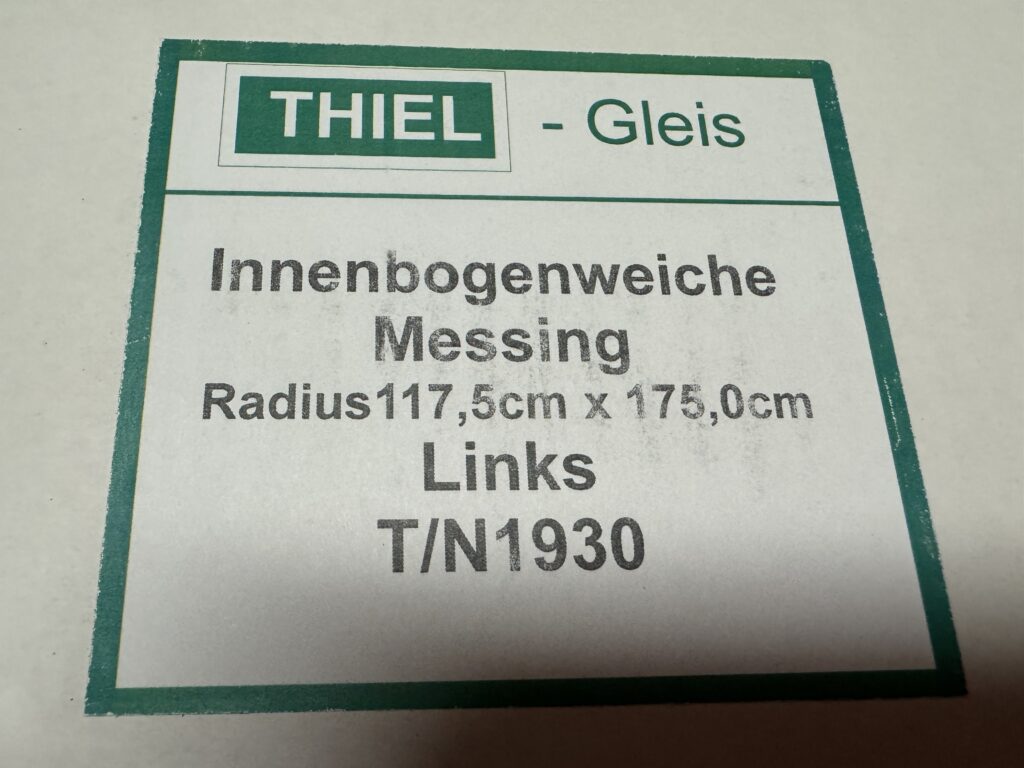 THIEL - Gleis
Innenbogenweiche
Messing
Radius117,5cm x 175,0cm
Links
T/N1930